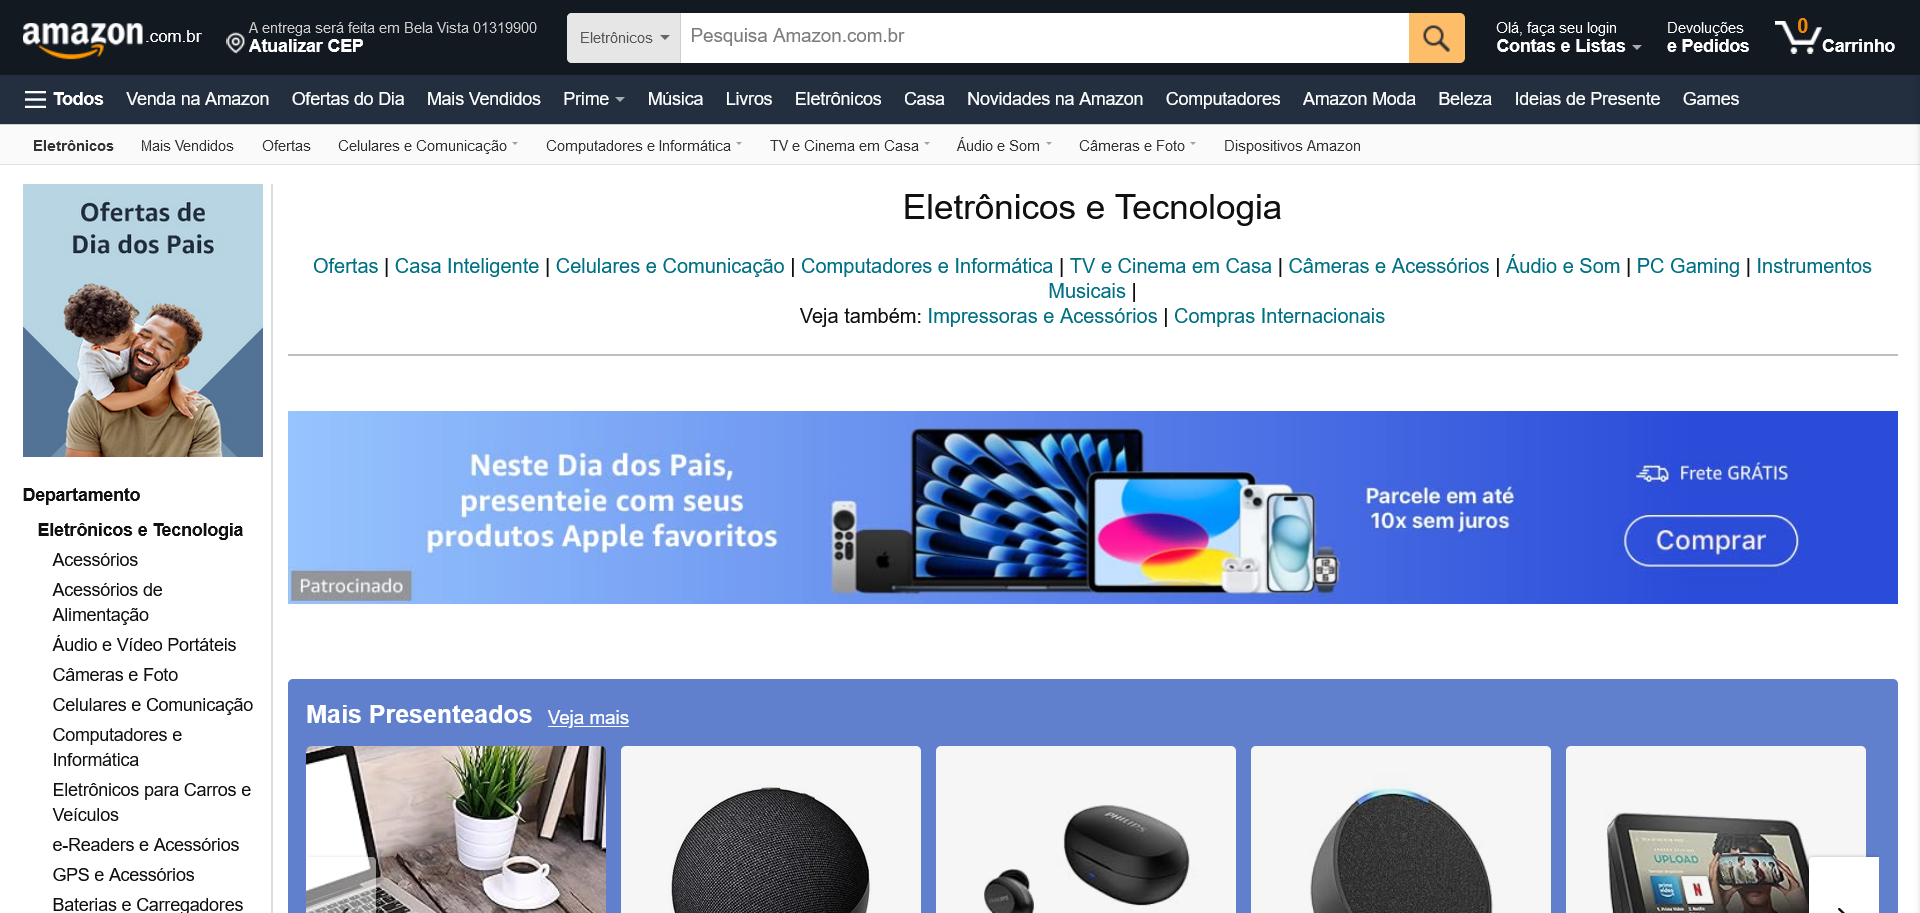 amazon.com.br
A entrega será feita em Bela Vista 01319900
Atualizar CEP
Eletrônicos
Pesquisa Amazon.com.br
Olá, faça seu login
Contas e Listas
Devoluções
e Pedidos
0
Carrinho
Todos
Venda na Amazon
Ofertas do Dia
Mais Vendidos
Prime
Música
Livros
Eletrônicos
Casa
Novidades na Amazon
Computadores
Amazon Moda
Beleza
Ideias de Presente
Games
Eletrônicos
Mais Vendidos
Ofertas
Celulares e Comunicação
Computadores e Informática
TV e Cinema em Casa
Áudio e Som
Câmeras e Foto
Dispositivos Amazon
Ofertas de
Dia dos Pais
Departamento
Eletrônicos e Tecnologia
Acessórios
Acessórios de
Alimentação
Áudio e Vídeo Portáteis
Câmeras e Foto
Celulares e Comunicação
Computadores e
Informática
Eletrônicos para Carros e
Veículos
e-Readers e Acessórios
GPS e Acessórios
Baterias e Carregadores
Eletrônicos e Tecnologia
Ofertas | Casa Inteligente | Celulares e Comunicação | Computadores e Informática | TV e Cinema em Casa | Câmeras e Acessórios | Áudio e Som | PC Gaming | Instrumentos
Musicais |
Veja também: Impressoras e Acessórios | Compras Internacionais
Neste Dia dos Pais,
presenteie com seus
produtos Apple favoritos
Patrocinado
Parcele em até
10x sem juros
Frete GRÁTIS
Comprar
Mais Presenteados
Veja mais
PHILIPS
UPLOAD
prime video
N